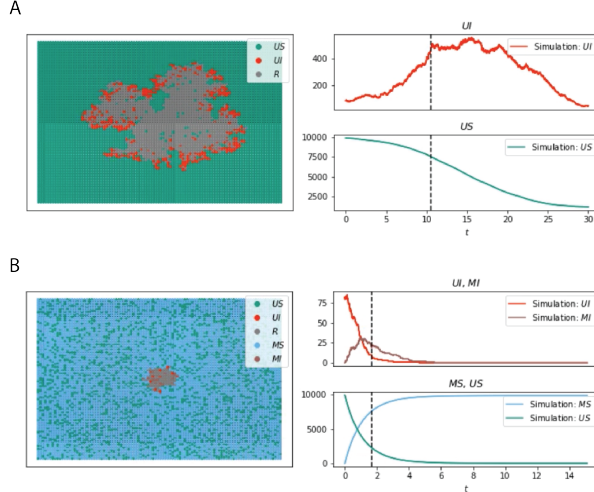 A
US
UI
R
UI
Simulation: UI
400
200
US
Simulation: US
10000
7500
5000
2500
0 5 10 15 20 25 30
t
B
US
UI
R
MS
MI
UI, MI
Simulation: UI
Simulation: MI
75
50
25
0
MS, US
Simulation: MS
Simulation: US
10000
5000
0
0 2 4 6 8 10 12 14
t